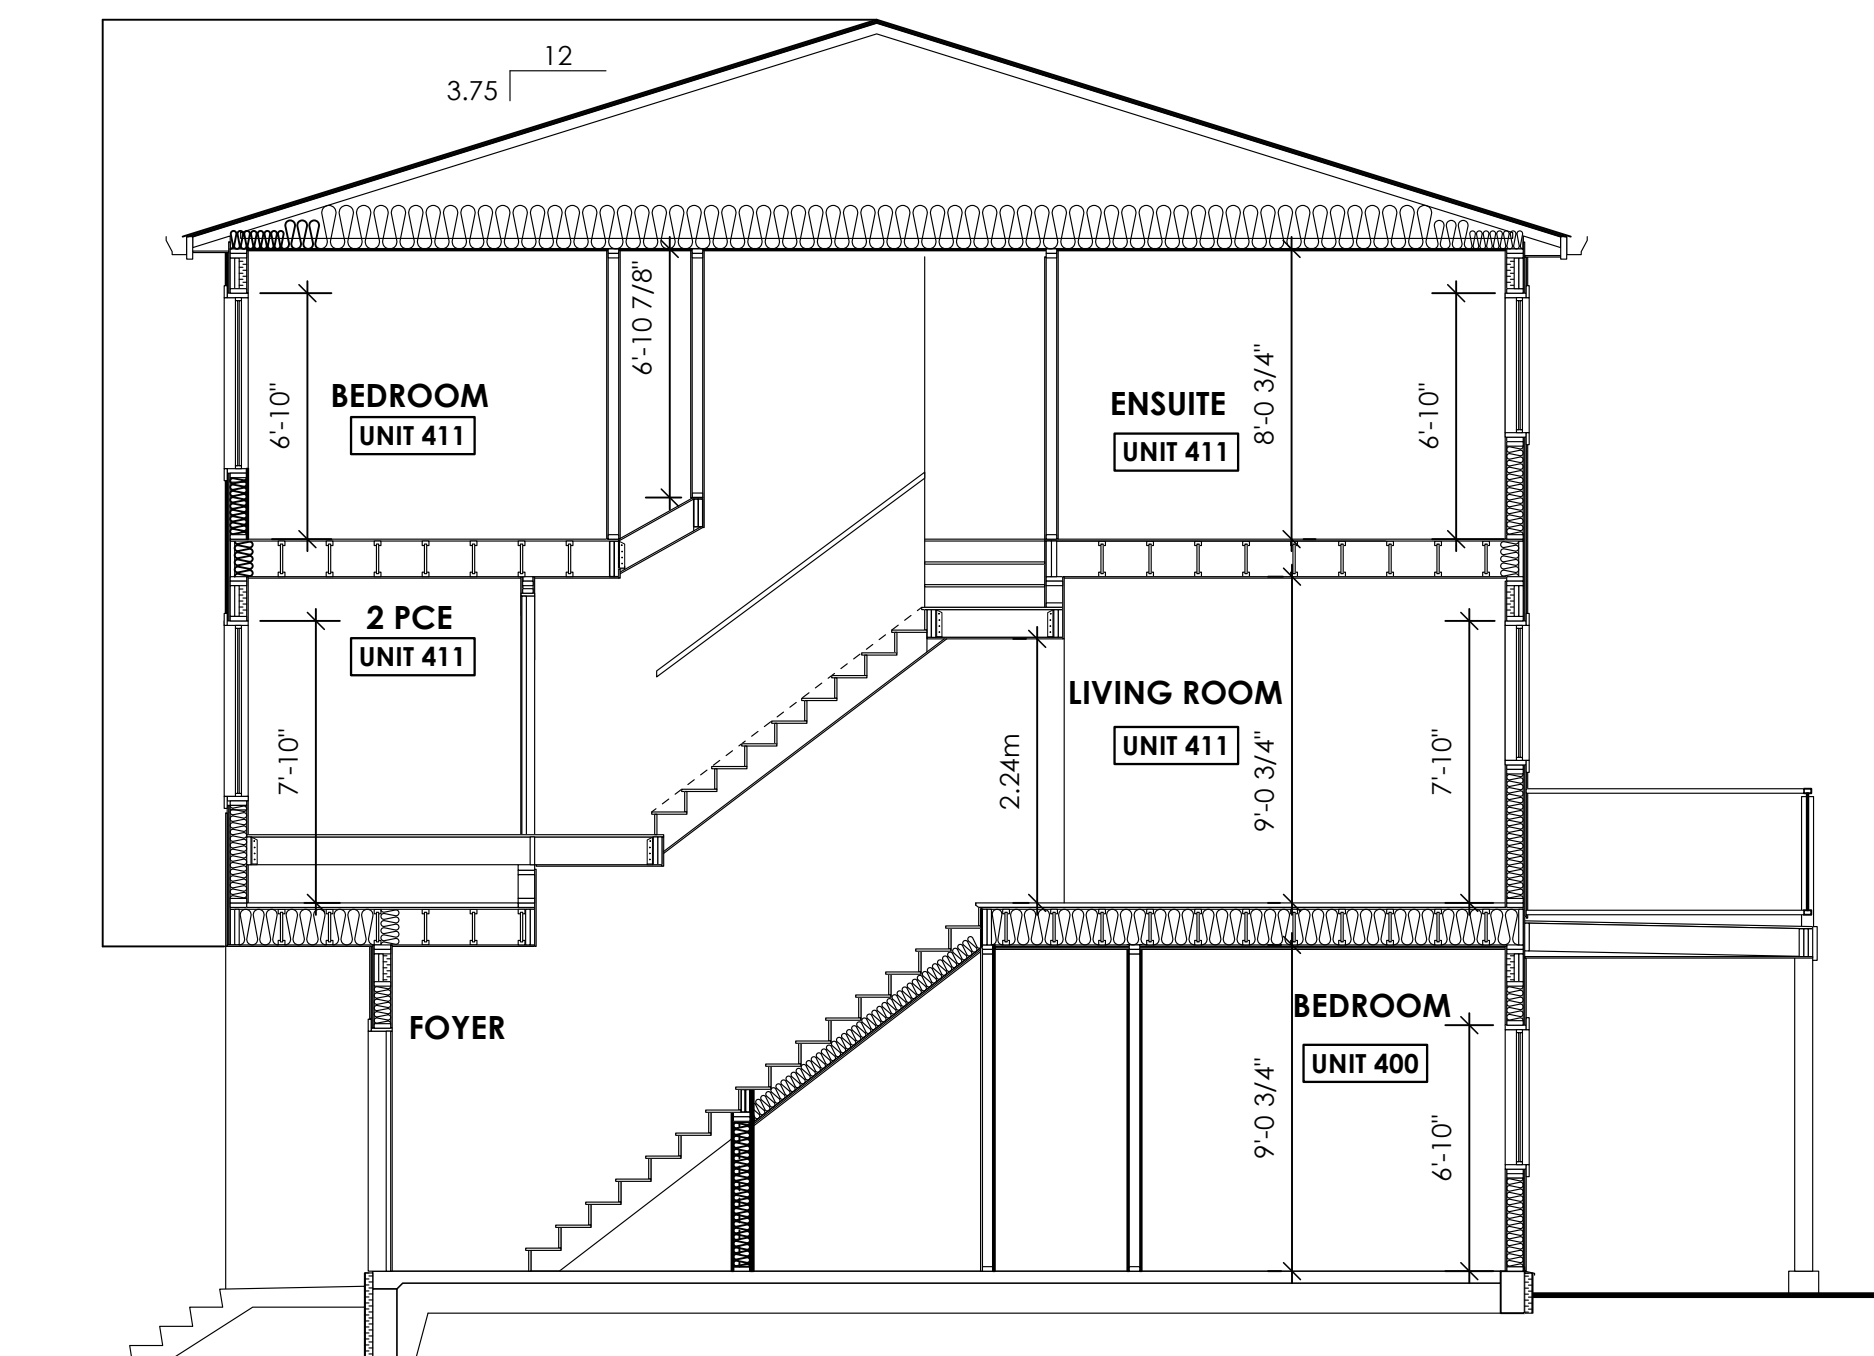 12
3.75
6'-10 7/8"
BEDROOM
UNIT 411
6'-10"
ENSUITE
UNIT 411
8'-0 3/4"
6'-10"
2 PCE
UNIT 411
7'-10"
LIVING ROOM
UNIT 411
2.24m
9'-0 3/4"
7'-10"
FOYER
BEDROOM
UNIT 400
9'-0 3/4"
6'-10"